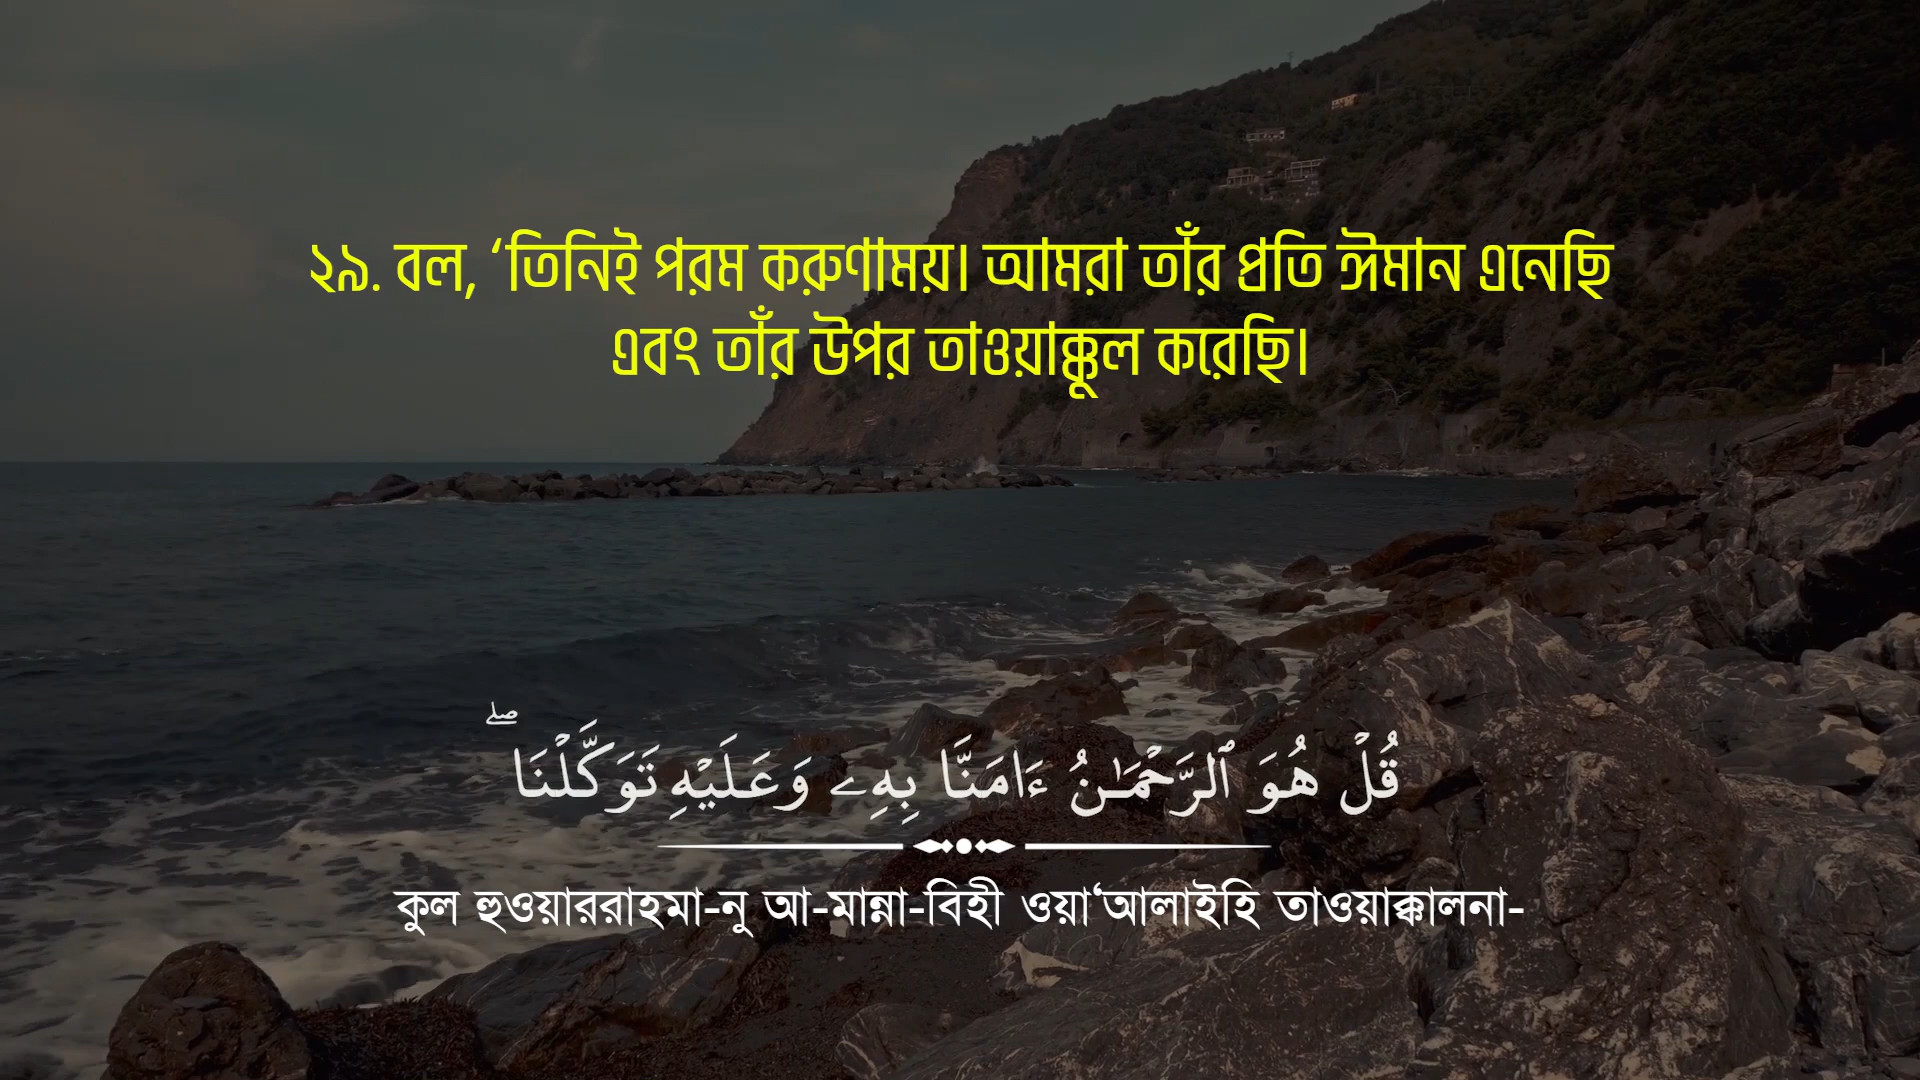 ২৯. বল, ‘তিনিই পরম করুণাময়। আমরা তাঁর প্রতি ঈমান এনেছি
এবং তাঁর উপর তাওয়াক্কুল করেছি।
قُلْ هُوَ ٱلرَّحْمَـٰنُ ءَامَنَّا بِهِۦ وَعَلَيْهِ تَوَكَّلْنَا ۖ
কুল হুওয়াররাহমা-নু আ-মান্না-বিহী ওয়া‘আলাইহি তাওয়াক্কালনা-